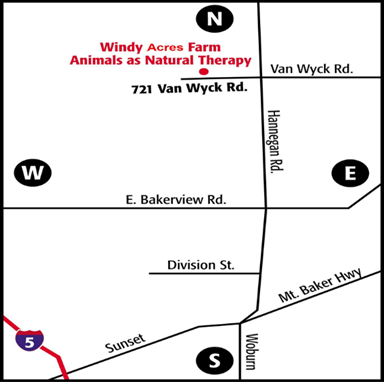 N
Windy Acres Farm
Animals as Natural Therapy
Van Wyck Rd.
721 Van Wyck Rd.
Hannegan Rd.
W
E
E. Bakerview Rd.
Division St.
Mt. Baker Hwy
5
Sunset
Woburn
S